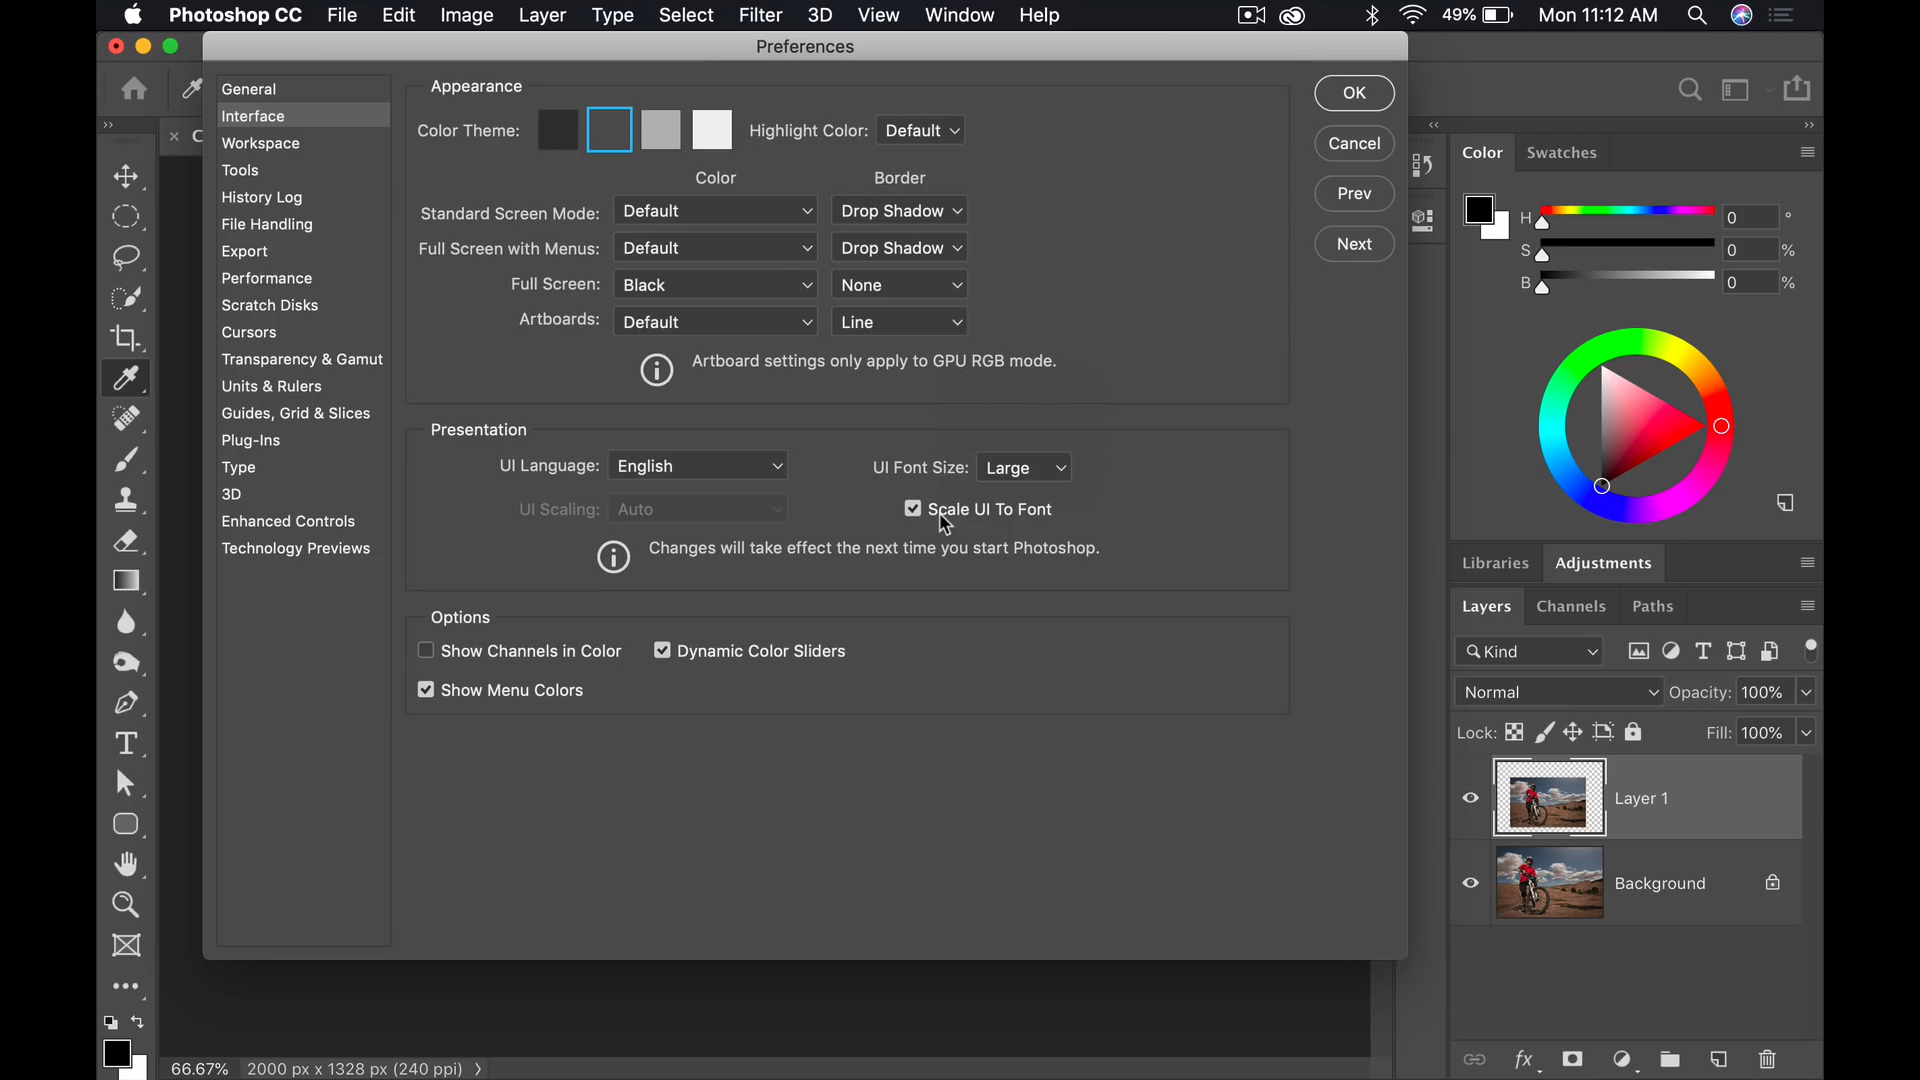 Photoshop CC File Edit Image Layer Type Select Filter 3D View Window Help 49% Mon 11:12 AM
Preferences
General
Interface
Workspace
Tools
History Log
File Handling
Export
Performance
Scratch Disks
Cursors
Transparency & Gamut
Units & Rulers
Guides, Grid & Slices
Plug-Ins
Type
3D
Enhanced Controls
Technology Previews
Appearance
Color Theme: Highlight Color: Default
Color Border
Standard Screen Mode: Default Drop Shadow
Full Screen with Menus: Default Drop Shadow
Full Screen: Black None
Artboards: Default Line
Artboard settings only apply to GPU RGB mode.
Presentation
UI Language: English UI Font Size: Large
UI Scaling: Auto Scale UI To Font
Changes will take effect the next time you start Photoshop.
Options
Show Channels in Color Dynamic Color Sliders
Show Menu Colors
OK
Cancel
Prev
Next
C
Color Swatches
H 0 °
S 0 %
B 0 %
Libraries Adjustments
Layers Channels Paths
Kind
Normal Opacity: 100%
Lock: Fill: 100%
Layer 1
Background
fx
66.67% 2000 px x 1328 px (240 ppi)